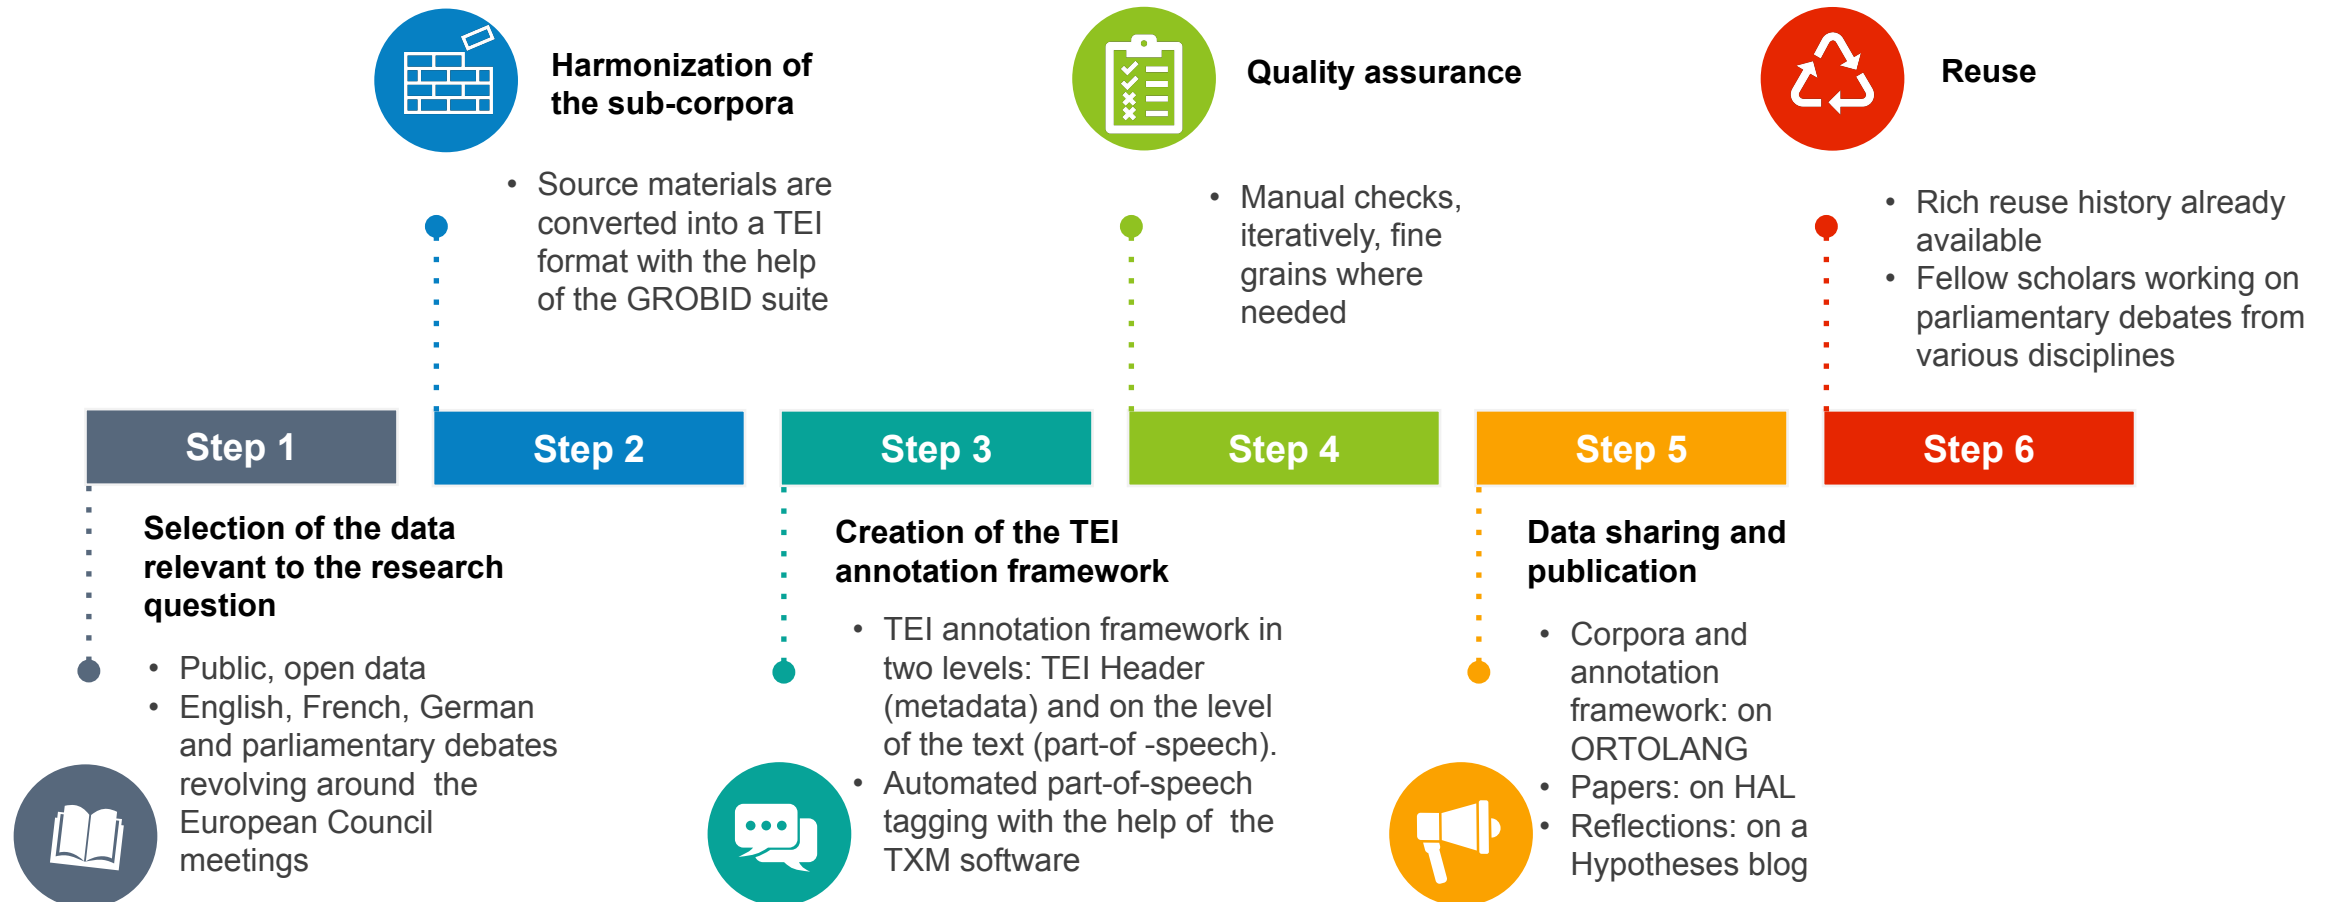 Harmonization of
the sub-corpora
• Source materials are
converted into a TEI
format with the help
of the GROBID suite
Quality assurance
• Manual checks,
iteratively, fine
grains where
needed
Reuse
• Rich reuse history already
available
• Fellow scholars working on
parliamentary debates from
various disciplines
Step 1
Step 2
Step 3
Step 4
Step 5
Step 6
Selection of the data
relevant to the research
question
• Public, open data
• English, French, German
and parliamentary debates
revolving around  the
European Council
meetings
Creation of the TEI
annotation framework
• TEI annotation framework in
two levels: TEI Header
(metadata) and on the level
of the text (part-of -speech).
• Automated part-of-speech
tagging with the help of  the
TXM software
Data sharing and
publication
• Corpora and
annotation
framework: on
ORTOLANG
• Papers: on HAL
• Reflections: on a
Hypotheses blog